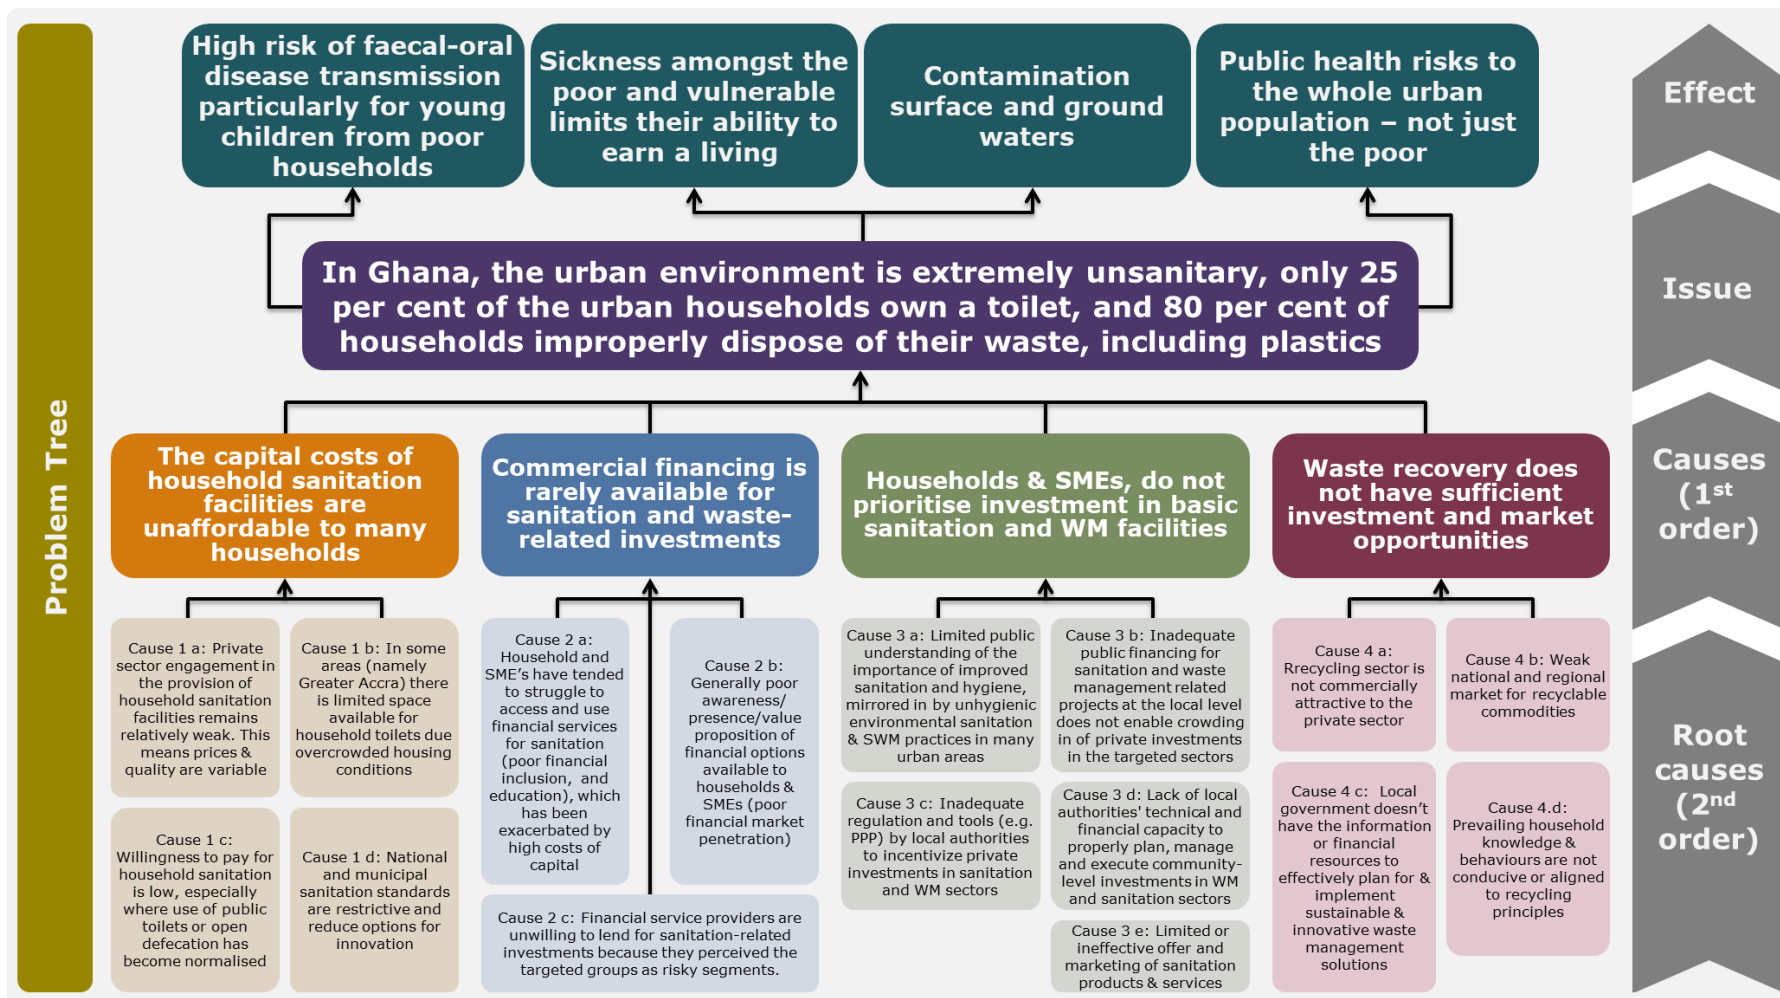 Problem Tree
High risk of faecal-oral
disease transmission
particularly for young
children from poor
households
Sickness amongst the
poor and vulnerable
limits their ability to
earn a living
Contamination
surface and ground
waters
Public health risks to
the whole urban
population – not just
the poor
Effect
In Ghana, the urban environment is extremely unsanitary, only 25
per cent of the urban households own a toilet, and 80 per cent of
households improperly dispose of their waste, including plastics
Issue
The capital costs of
household sanitation
facilities are
unaffordable to many
households
Commercial financing is
rarely available for
sanitation and waste-
related investments
Households & SMEs, do not
prioritise investment in basic
sanitation and WM facilities
Waste recovery does
not have sufficient
investment and market
opportunities
Causes
(1st
order)
Cause 1 a: Private
sector engagement in
the provision of
household sanitation
facilities remains
relatively weak. This
means prices &
quality are variable
Cause 1 b: In some
areas (namely
Greater Accra) there
is limited space
available for
household toilets due
overcrowded housing
conditions
Cause 1 c:
Willingness to pay for
household sanitation
is low, especially
where use of public
toilets or open
defecation has
become normalised
Cause 1 d: National
and municipal
sanitation standards
are restrictive and
reduce options for
innovation
Cause 2 a:
Household and
SME's have tended
to struggle to
access and use
financial services
for sanitation
(poor financial
inclusion, and
education), which
has been
exacerbated by
high costs of
capital
Cause 2 b:
Generally poor
awareness/
presence/value
proposition of
financial options
available to
households &
SMEs (poor
financial market
penetration)
Cause 2 c: Financial service providers are
unwilling to lend for sanitation-related
investments because they perceived the
targeted groups as risky segments.
Cause 3 a: Limited public
understanding of the
importance of improved
sanitation and hygiene,
mirrored in by unhygienic
environmental sanitation
& SWM practices in many
urban areas
Cause 3 b: Inadequate
public financing for
sanitation and waste
management related
projects at the local level
does not enable crowding
in of private investments
in the targeted sectors
Cause 3 c: Inadequate
regulation and tools (e.g.
PPP) by local authorities
to incentivize private
investments in sanitation
and WM sectors
Cause 3 d: Lack of local
authorities' technical and
financial capacity to
properly plan, manage
and execute community-
level investments in WM
and sanitation sectors
Cause 3 e: Limited or
ineffective offer and
marketing of sanitation
products & services
Cause 4 a:
Rrecycling sector is
not commercially
attractive to the
private sector
Cause 4 b: Weak
national and regional
market for recyclable
commodities
Cause 4 c: Local
government doesn't
have the information
or financial
resources to
effectively plan for &
implement
sustainable &
innovative waste
management
solutions
Cause 4.d:
Prevailing household
knowledge &
behaviours are not
conducive or aligned
to recycling
principles
Root
causes
(2nd
order)